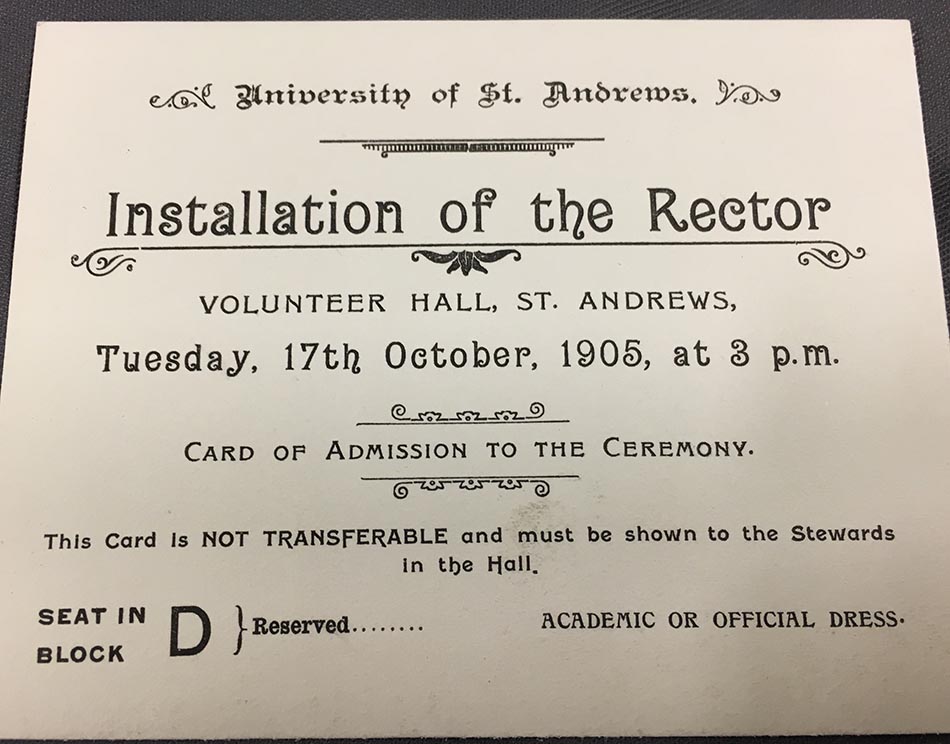 University of St. Andrews.
Installation of the Rector
VOLUNTEER HALL, ST. ANDREWS,
Tuesday, 17th October, 1905, at 3 p.m.
CARD OF ADMISSION TO THE CEREMONY.
This Card is NOT TRANSFERABLE and must be shown to the Stewards
in the Hall.
SEAT IN BLOCK D } Reserved........ ACADEMIC OR OFFICIAL DRESS.